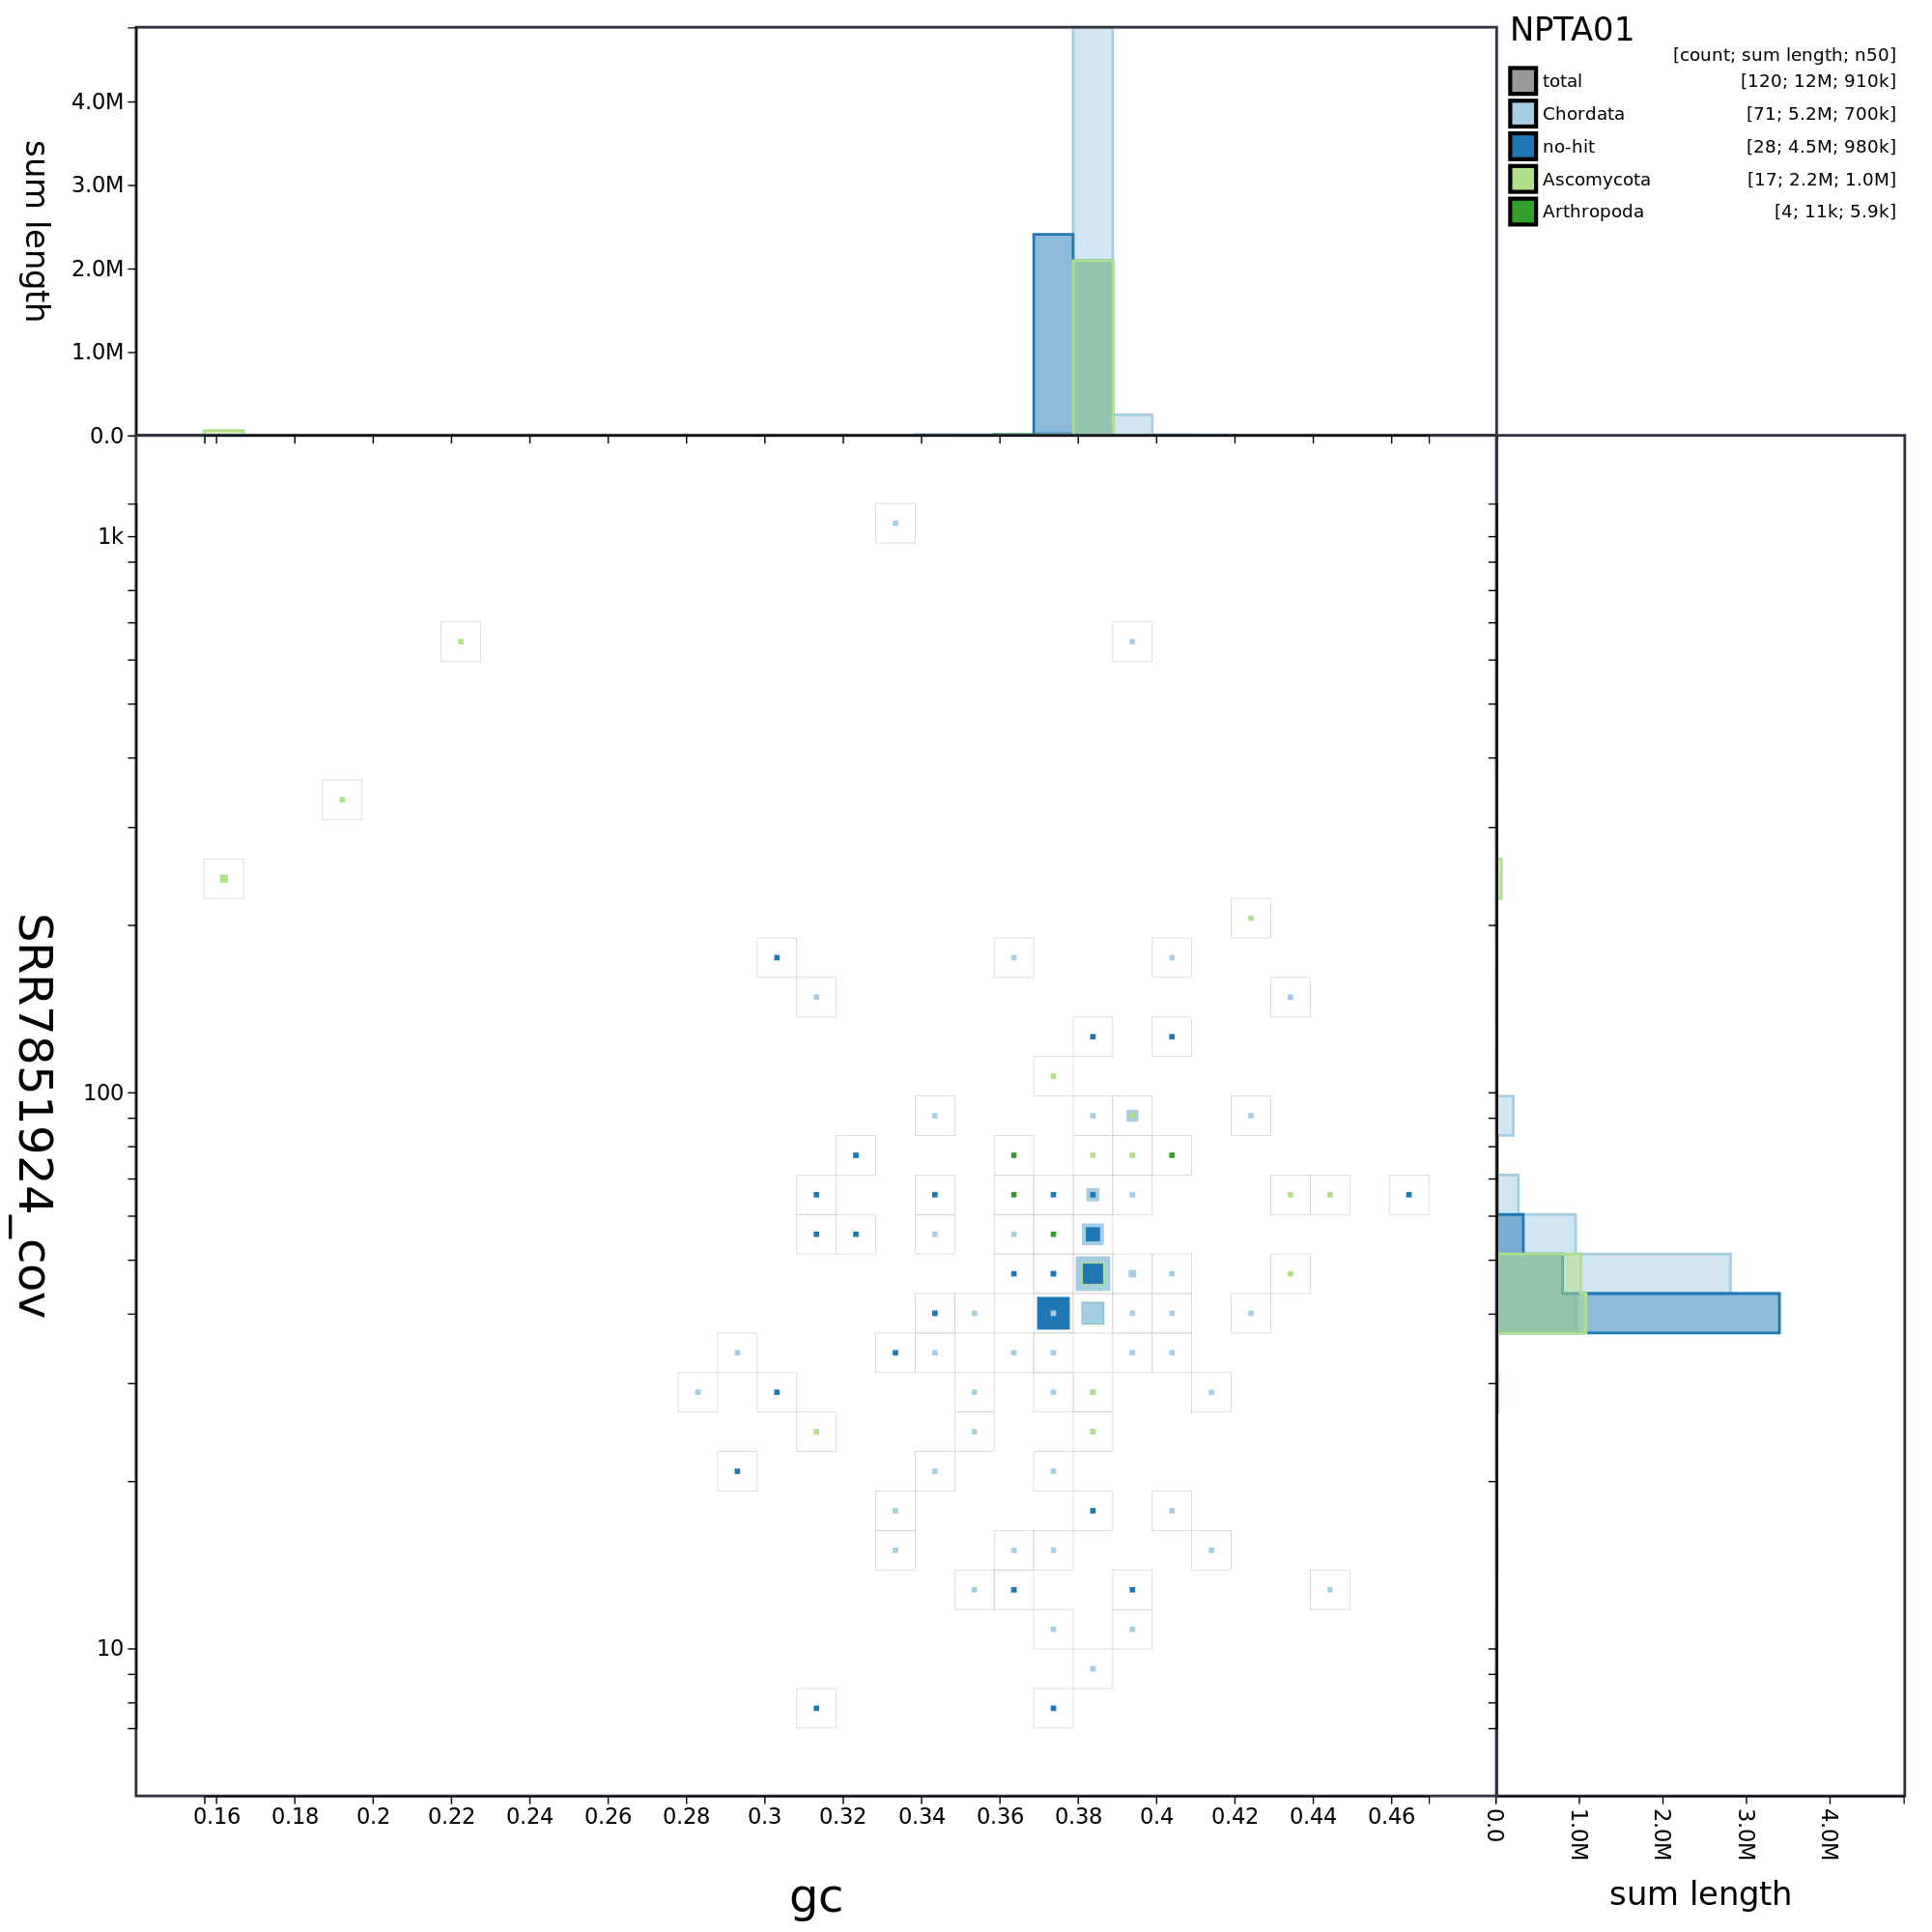 NPTA01
[count; sum length; n50]
total [120; 12M; 910k]
Chordata [71; 5.2M; 700k]
no-hit [28; 4.5M; 980k]
Ascomycota [17; 2.2M; 1.0M]
Arthropoda [4; 11k; 5.9k]
sum length
4.0M
3.0M
2.0M
1.0M
0.0
SRR7851924_cov
1k
100
10
0.16 0.18 0.2 0.22 0.24 0.26 0.28 0.3 0.32 0.34 0.36 0.38 0.4 0.42 0.44 0.46
gc
0.0 1.0M 2.0M 3.0M 4.0M
sum length